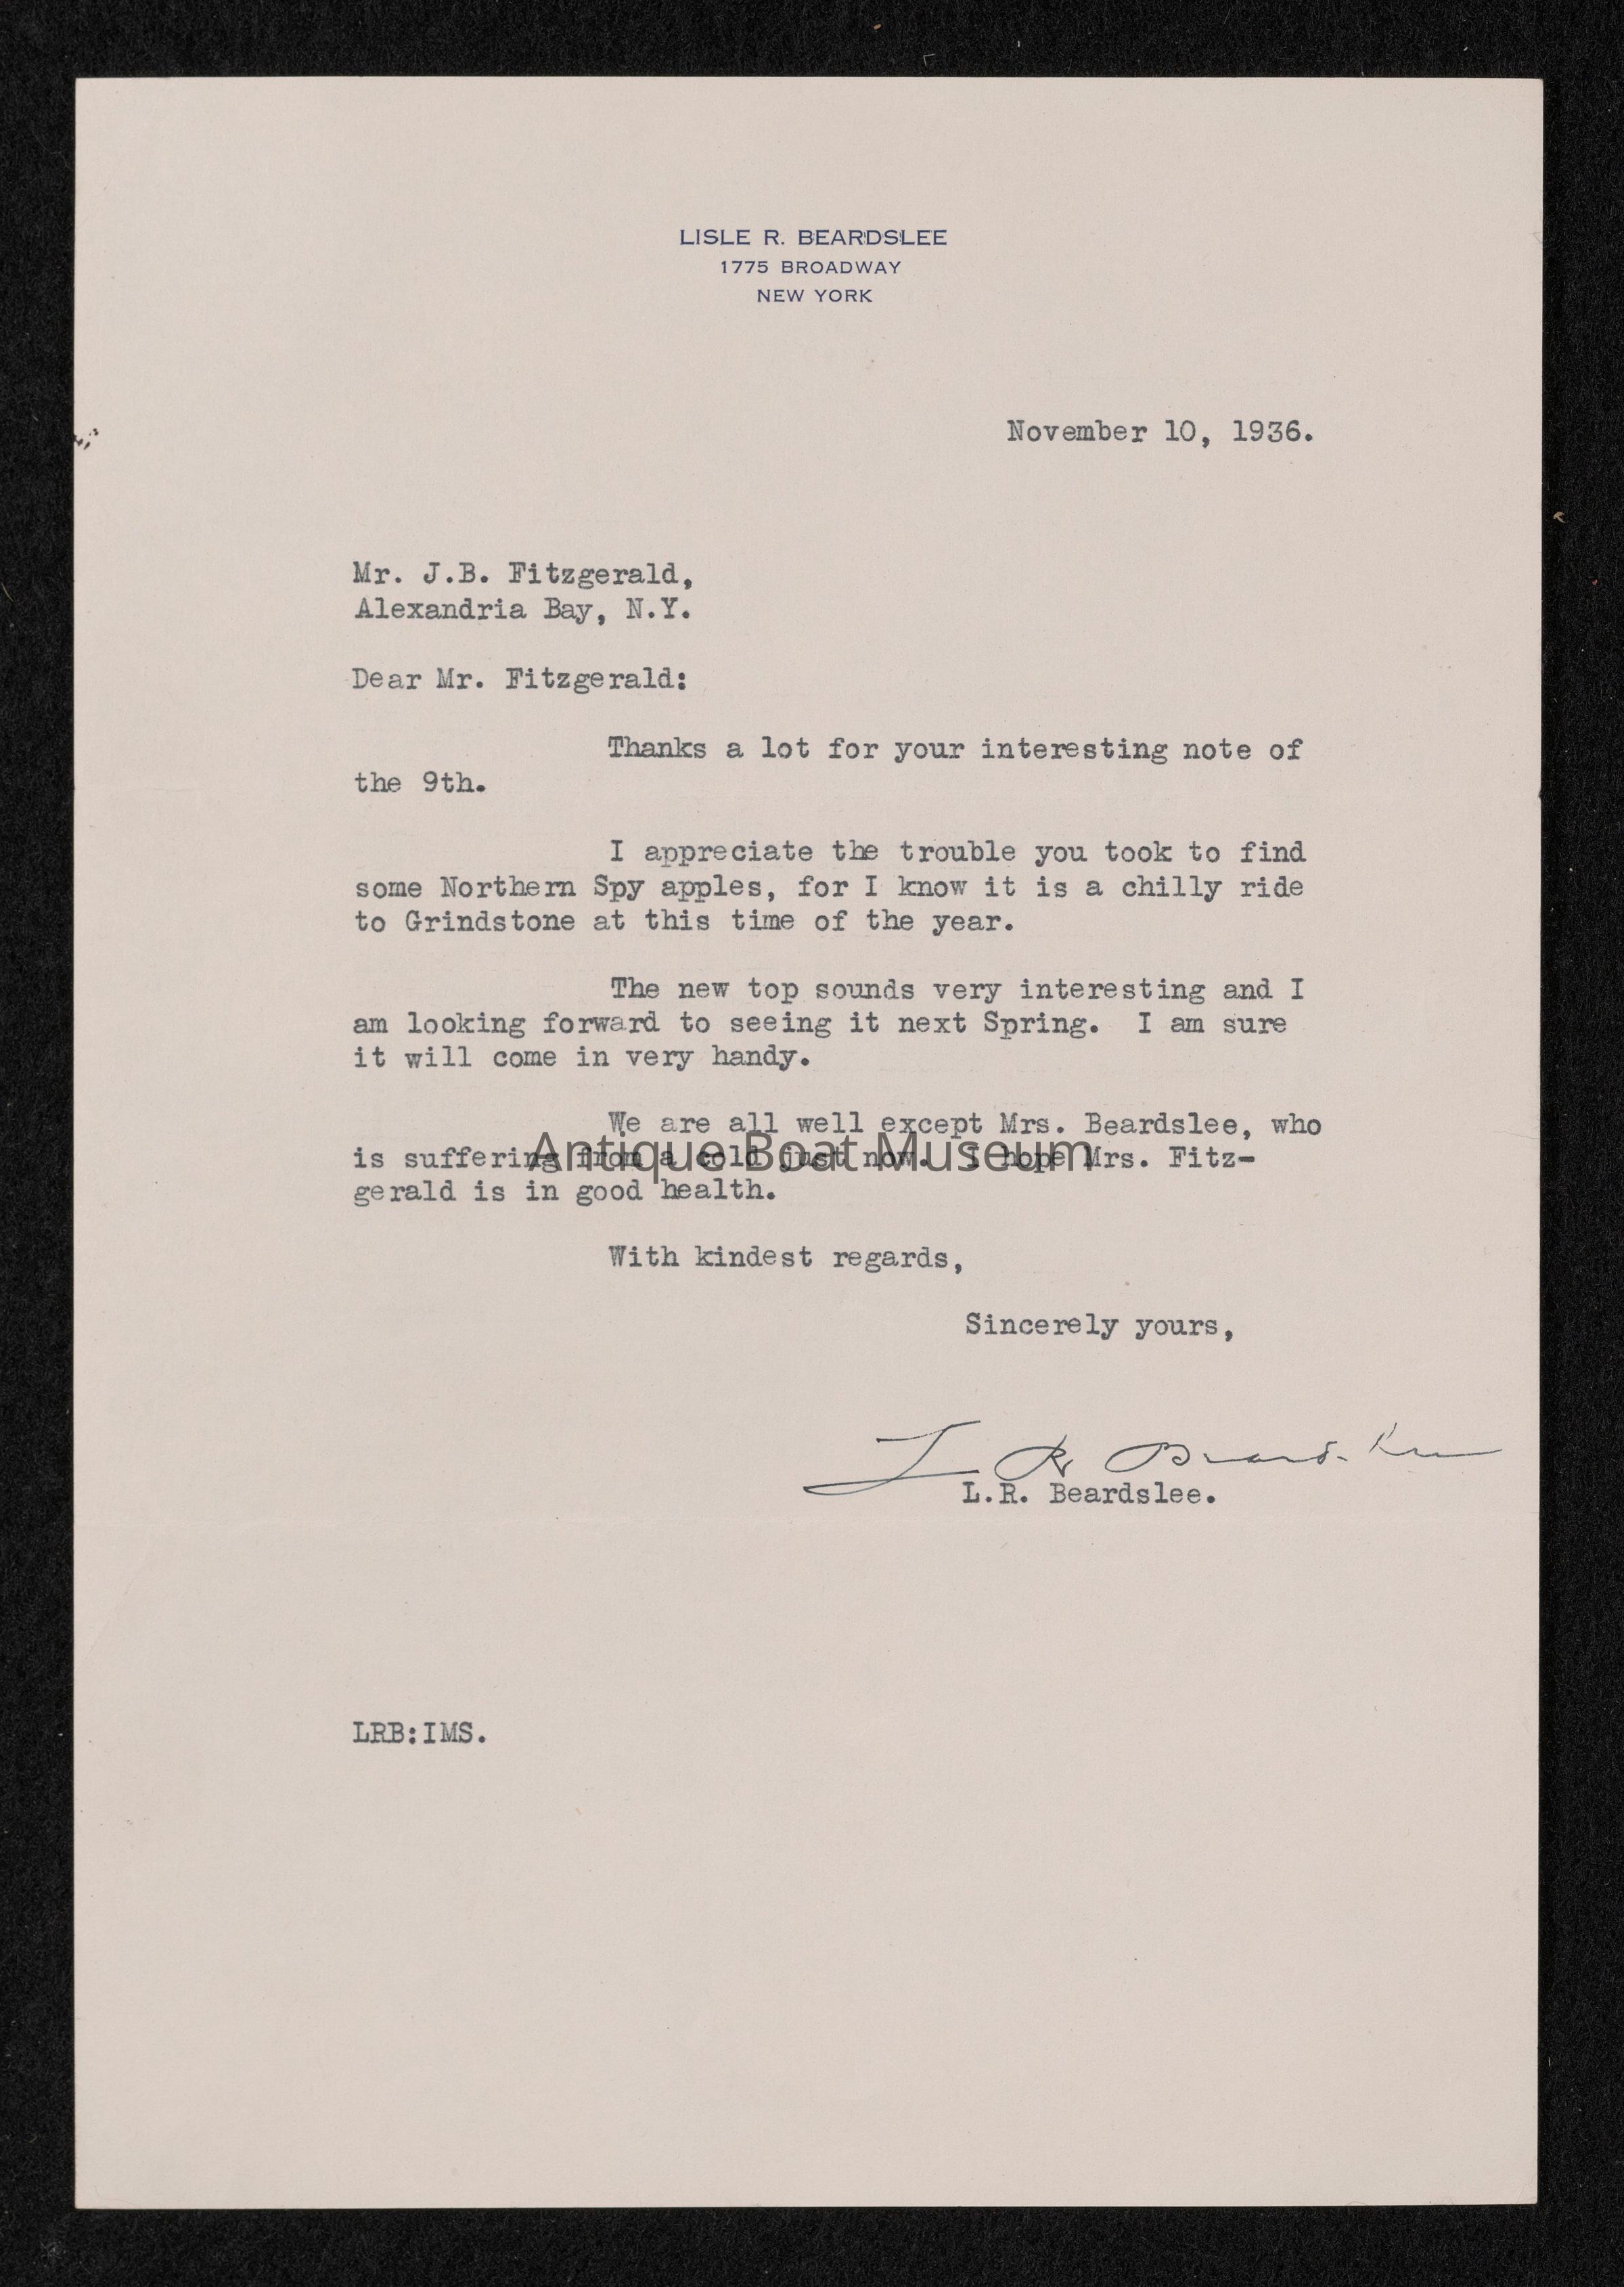 LISLE R. BEARDSLEE
1775 BROADWAY
NEW YORK
November 10, 1936.
Mr. J.B. Fitzgerald,
Alexandria Bay, N.Y.
Dear Mr. Fitzgerald:
Thanks a lot for your interesting note of
the 9th.
I appreciate the trouble you took to find
some Northern Spy apples, for I know it is a chilly ride
to Grindstone at this time of the year.
The new top sounds very interesting and I
am looking forward to seeing it next Spring. I am sure
it will come in very handy.
We are all well except Mrs. Beardslee, who
is suffering from a cold just now. I hope Mrs. Fitz-
gerald is in good health.
Antique Boat Museum
With kindest regards,
Sincerely yours,
L R Beardslee
L.R. Beardslee.
LRB:IMS.